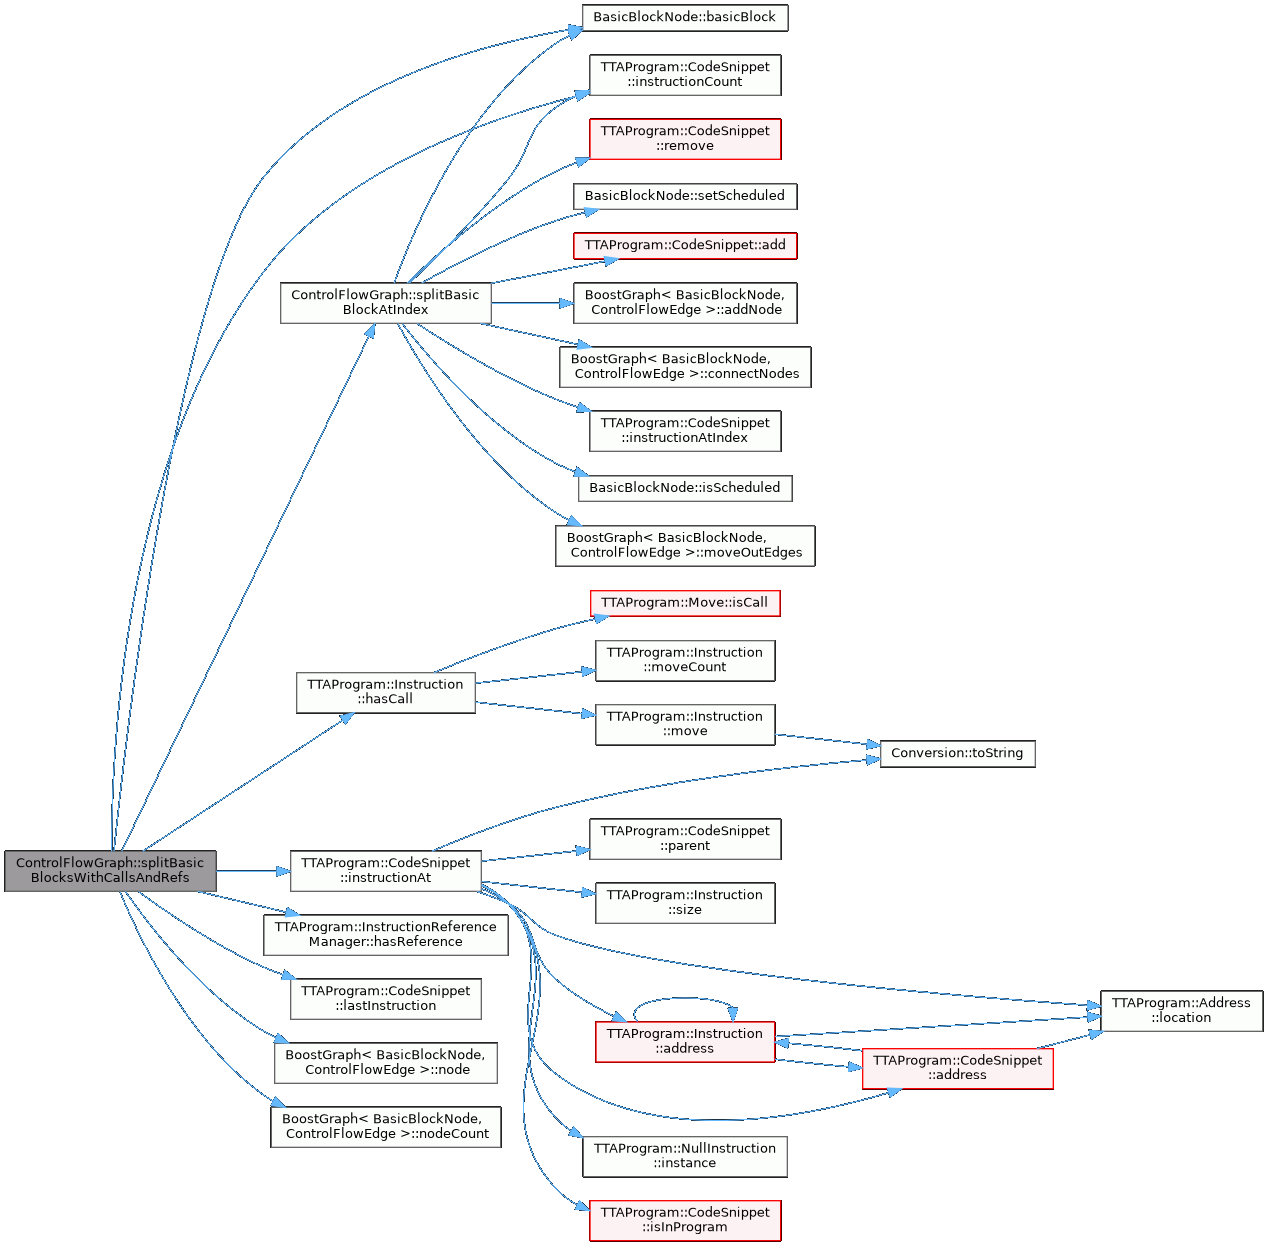 BasicBlockNode::basicBlock
TTAProgram::CodeSnippet
::instructionCount
TTAProgram::CodeSnippet
::remove
BasicBlockNode::setScheduled
TTAProgram::CodeSnippet::add
ControlFlowGraph::splitBasic
BlockAtIndex
BoostGraph< BasicBlockNode,
ControlFlowEdge >::addNode
BoostGraph< BasicBlockNode,
ControlFlowEdge >::connectNodes
TTAProgram::CodeSnippet
::instructionAtIndex
BasicBlockNode::isScheduled
BoostGraph< BasicBlockNode,
ControlFlowEdge >::moveOutEdges
TTAProgram::Move::isCall
TTAProgram::Instruction
::moveCount
TTAProgram::Instruction
::hasCall
TTAProgram::Instruction
::move
Conversion::toString
TTAProgram::CodeSnippet
::parent
ControlFlowGraph::splitBasic
BlocksWithCallsAndRefs
TTAProgram::CodeSnippet
::instructionAt
TTAProgram::Instruction
::size
TTAProgram::InstructionReference
Manager::hasReference
TTAProgram::CodeSnippet
::lastInstruction
TTAProgram::Address
::location
TTAProgram::Instruction
::address
BoostGraph< BasicBlockNode,
ControlFlowEdge >::node
TTAProgram::CodeSnippet
::address
BoostGraph< BasicBlockNode,
ControlFlowEdge >::nodeCount
TTAProgram::NullInstruction
::instance
TTAProgram::CodeSnippet
::isInProgram